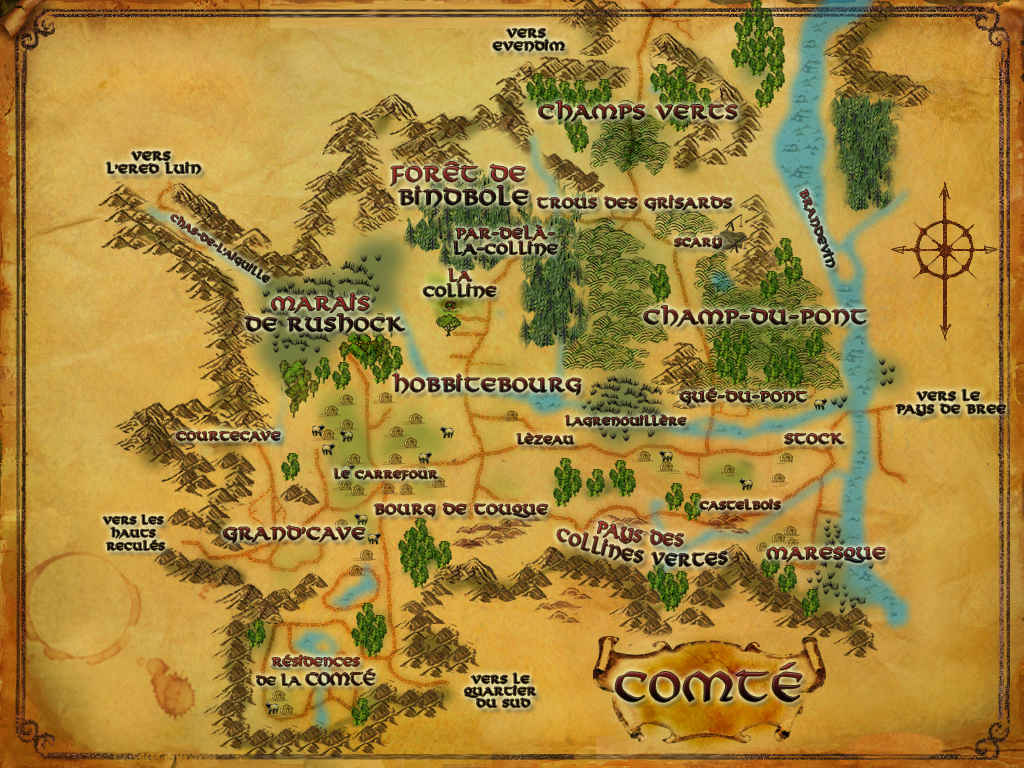 VERS
EVENDIM
CHAMPS VERTS
VERS
L'ERED LUIN
FORÊT DE
BINDBOLE
TROUS DES GRISARDS
BRANDEVIN
CHAS-DE-L'AIGUILLE
PAR-DELÀ-
LA-COLLINE
SCARY
LA
COLLINE
MARAIS
DE RUSHOCK
CHAMP-DU-PONT
HOBBITEBOURG
GUÉ-DU-PONT
VERS LE
PAYS DE BREE
LAGRENOUILLÈRE
COURTECAVE
LÈZEAU
STOCK
LE CARREFOUR
BOURG DE TOUQUE
CASTELBOIS
VERS LES
HAUTS
RECULÉS
GRAND'CAVE
PAYS DES
COLLINES VERTES
MARESQUE
RÉSIDENCES
DE LA COMTÉ
VERS LE
QUARTIER
DU SUD
COMTÉ